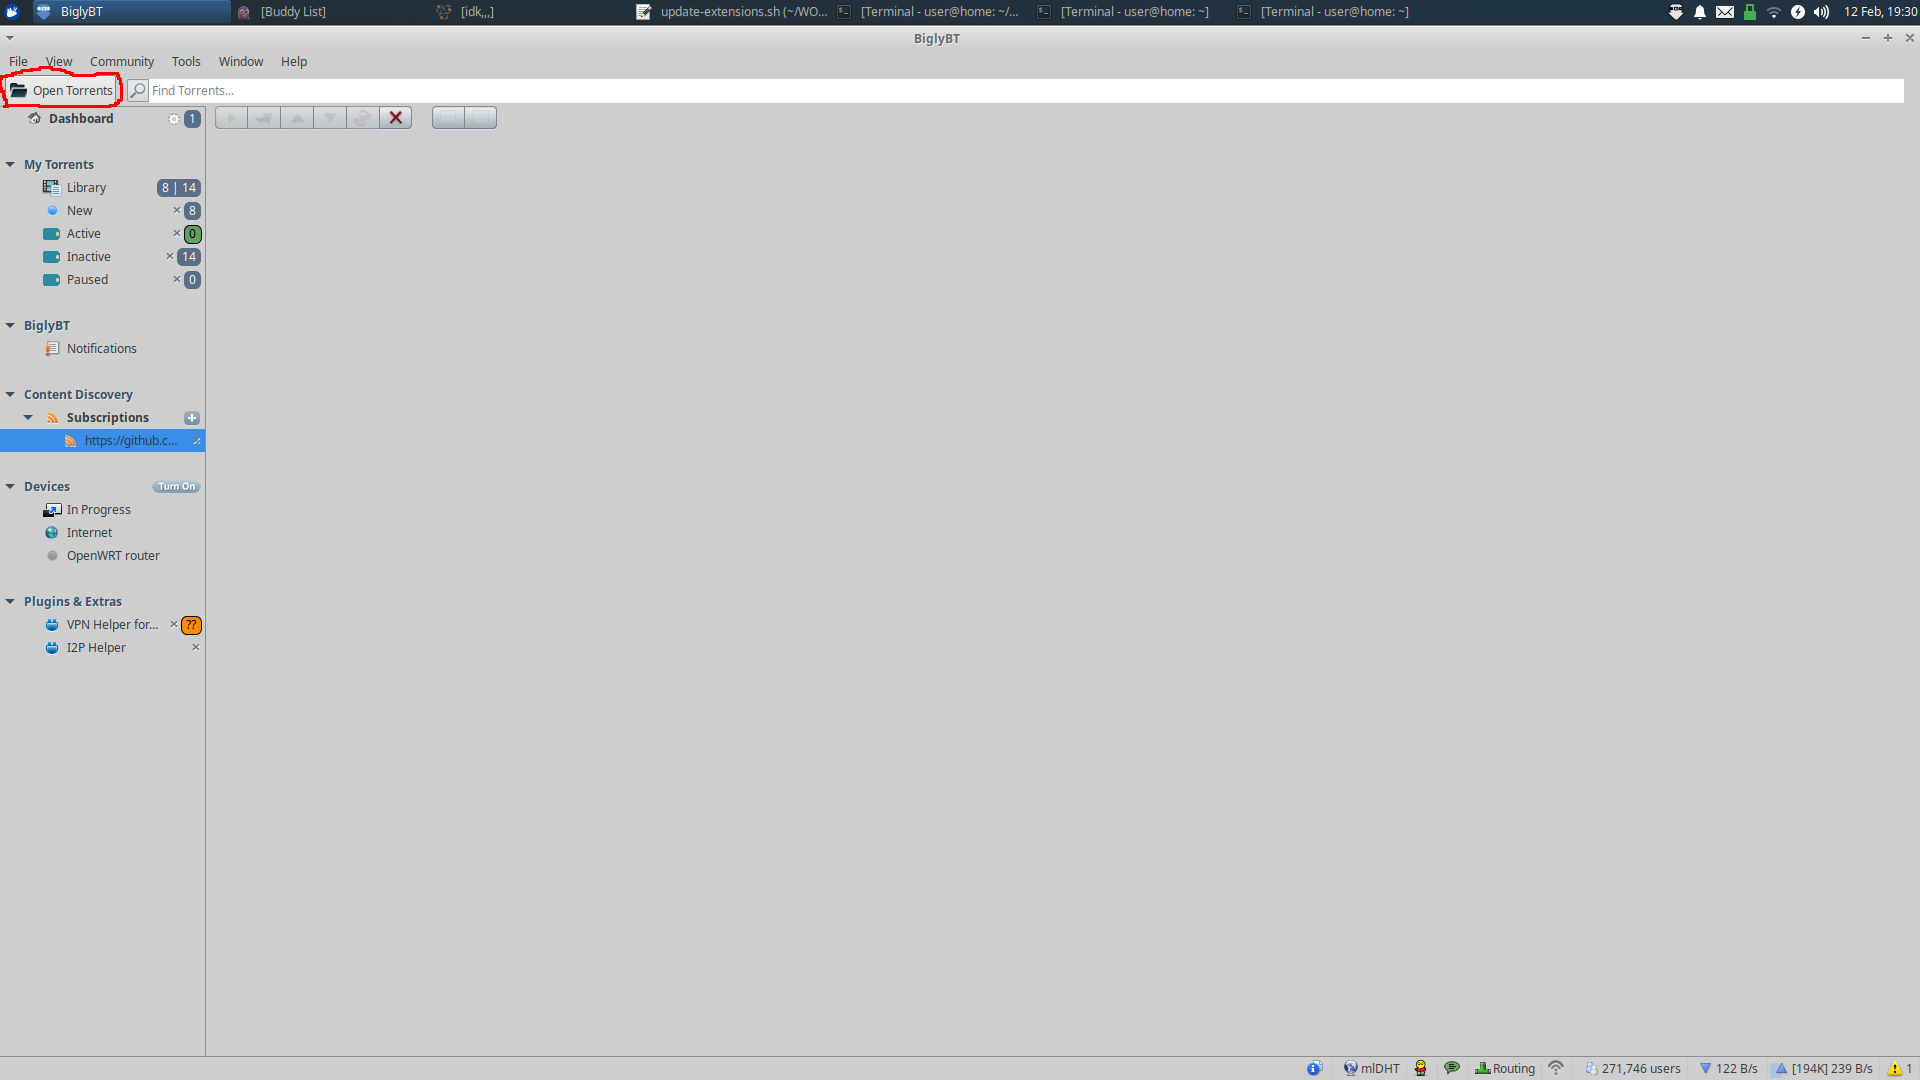 BiglyBT [Buddy List] [idk,,,] update-extensions.sh (~/WO... [Terminal - user@home: ~/... [Terminal - user@home: ~] [Terminal - user@home: ~] 12 Feb, 19:30
BiglyBT
File View Community Tools Window Help
Open Torrents Find Torrents...
Dashboard 1
My Torrents
Library 8 | 14
New 8
Active 0
Inactive 14
Paused 0
BiglyBT
Notifications
Content Discovery
Subscriptions
https://github.c...
Devices Turn On
In Progress
Internet
OpenWRT router
Plugins & Extras
VPN Helper for... ??
I2P Helper
mlDHT Routing 271,746 users 122 B/s [194K] 239 B/s 1